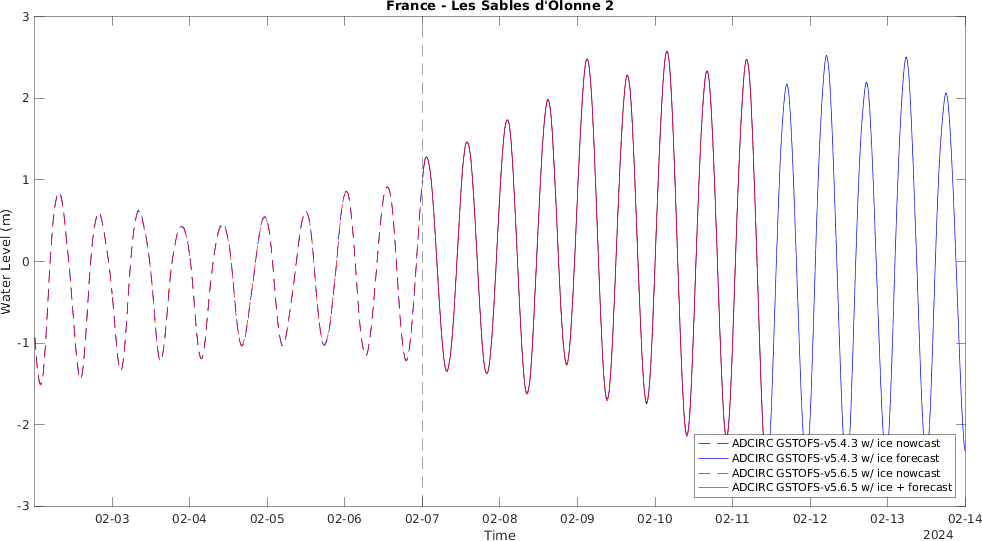 France - Les Sables d'Olonne 2
3
2
1
0
-1
-2
-3
Water Level (m)
02-03
02-04
02-05
02-06
02-07
02-08
02-09
02-10
02-11
02-12
02-13
02-14
Time
2024
ADCIRC GSTOFS-v5.4.3 w/ ice nowcast
ADCIRC GSTOFS-v5.4.3 w/ ice forecast
ADCIRC GSTOFS-v5.6.5 w/ ice nowcast
ADCIRC GSTOFS-v5.6.5 w/ ice + forecast